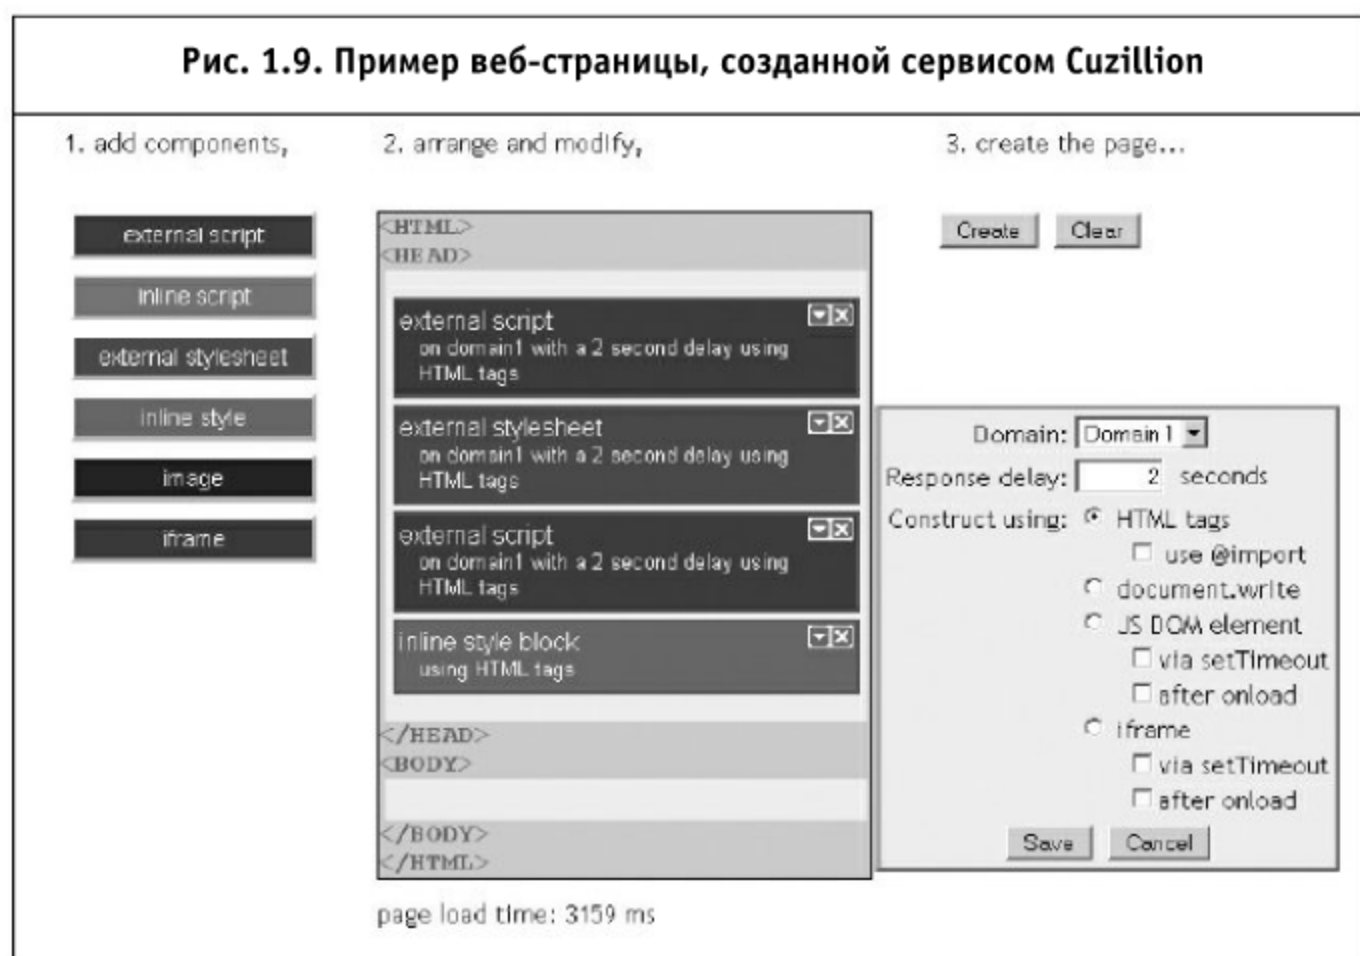 Рис. 1.9. Пример веб-страницы, созданной сервисом Cuzillion
1. add components,
2. arrange and modify,
3. create the page...
external script
inline script
external stylesheet
inline style
image
iframe
<HTML>
<HEAD>
external script
on domain1 with a 2 second delay using
HTML tags
external stylesheet
on domain1 with a 2 second delay using
HTML tags
external script
on domain1 with a 2 second delay using
HTML tags
inline style block
using HTML tags
</HEAD>
<BODY>
</BODY>
</HTML>
page load time: 3159 ms
Create Clear
Domain: Domain 1
Response delay: 2 seconds
Construct using: HTML tags
use @import
document.write
JS DOM element
via setTimeout
after onload
iframe
via setTimeout
after onload
Save Cancel